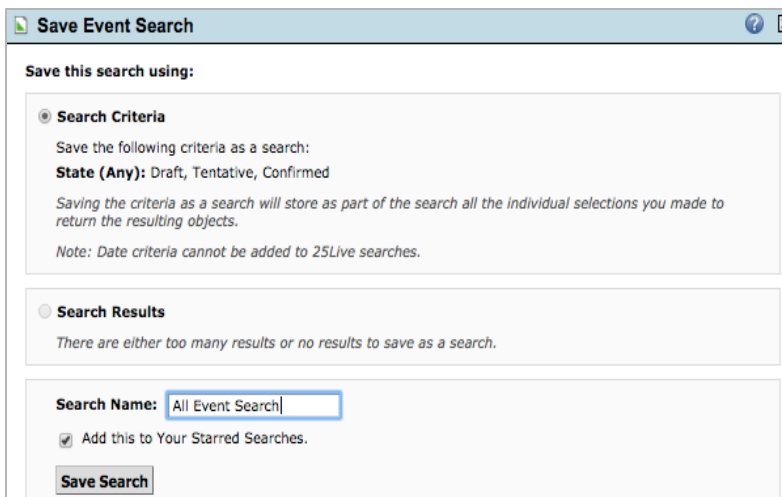 Save Event Search
Save this search using:
Search Criteria
Save the following criteria as a search:
State (Any): Draft, Tentative, Confirmed
Saving the criteria as a search will store as part of the search all the individual selections you made to
return the resulting objects.
Note: Date criteria cannot be added to 25Live searches.
Search Results
There are either too many results or no results to save as a search.
Search Name: All Event Search
Add this to Your Starred Searches.
Save Search